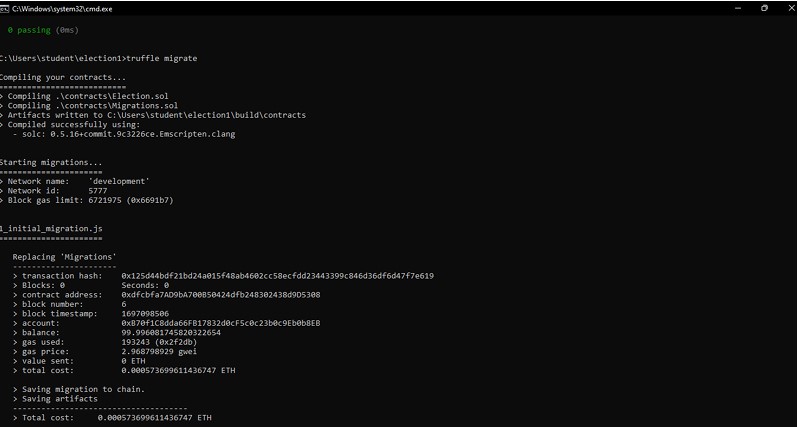 C:\Windows\system32\cmd.exe
0 passing (0ms)
C:\Users\student\election1>truffle migrate
Compiling your contracts...
===========================
> Compiling .\contracts\Election.sol
> Compiling .\contracts\Migrations.sol
> Artifacts written to C:\Users\student\election1\build\contracts
> Compiled successfully using:
- solc: 0.5.16+commit.9c3226ce.Emscripten.clang
Starting migrations...
======================
> Network name: 'development'
> Network id: 5777
> Block gas limit: 6721975 (0x6691b7)
1_initial_migration.js
======================
Replacing 'Migrations'
----------------------
> transaction hash: 0x125d44bdf21bd24a015f48ab4602cc58ecfdd23443399c846d36df6d47f7e619
> Blocks: 0 Seconds: 0
> contract address: 0xdfcbfa7AD9bA700B50424dfb248302438d9D5308
> block number: 6
> block timestamp: 1697098506
> account: 0xB70f1C8dda66FB17832d0cF5c0c23b0c9Eb0b8EB
> balance: 99.996081745820322654
> gas used: 193243 (0x2f2db)
> gas price: 2.968798929 gwei
> value sent: 0 ETH
> total cost: 0.000573699611436747 ETH
> Saving migration to chain.
> Saving artifacts
-------------------------------------
> Total cost: 0.000573699611436747 ETH